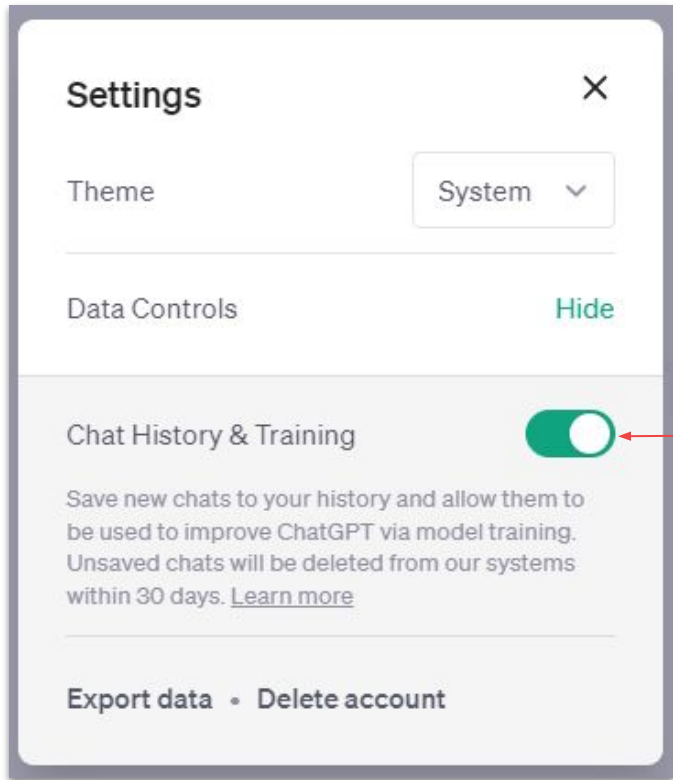 Settings
Theme
System
Data Controls
Hide
Chat History & Training
Save new chats to your history and allow them to
be used to improve ChatGPT via model training.
Unsaved chats will be deleted from our systems
within 30 days. Learn more
Export data • Delete account